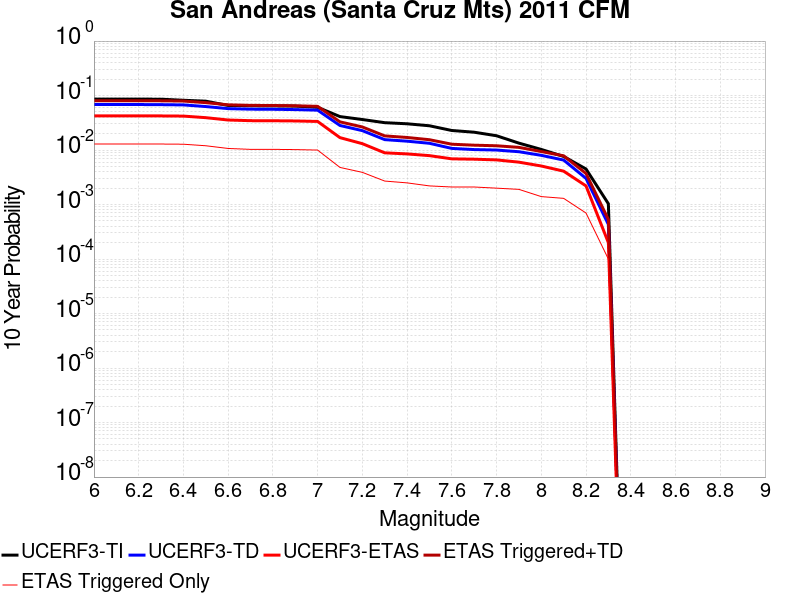 San Andreas (Santa Cruz Mts) 2011 CFM
10 0
10 -1
10 -2
10 -3
10 -4
10 -5
10 -6
10 -7
10 -8
10 Year Probability
6 6.2 6.4 6.6 6.8 7 7.2 7.4 7.6 7.8 8 8.2 8.4 8.6 8.8 9
Magnitude
UCERF3-TI UCERF3-TD UCERF3-ETAS ETAS Triggered+TD
ETAS Triggered Only